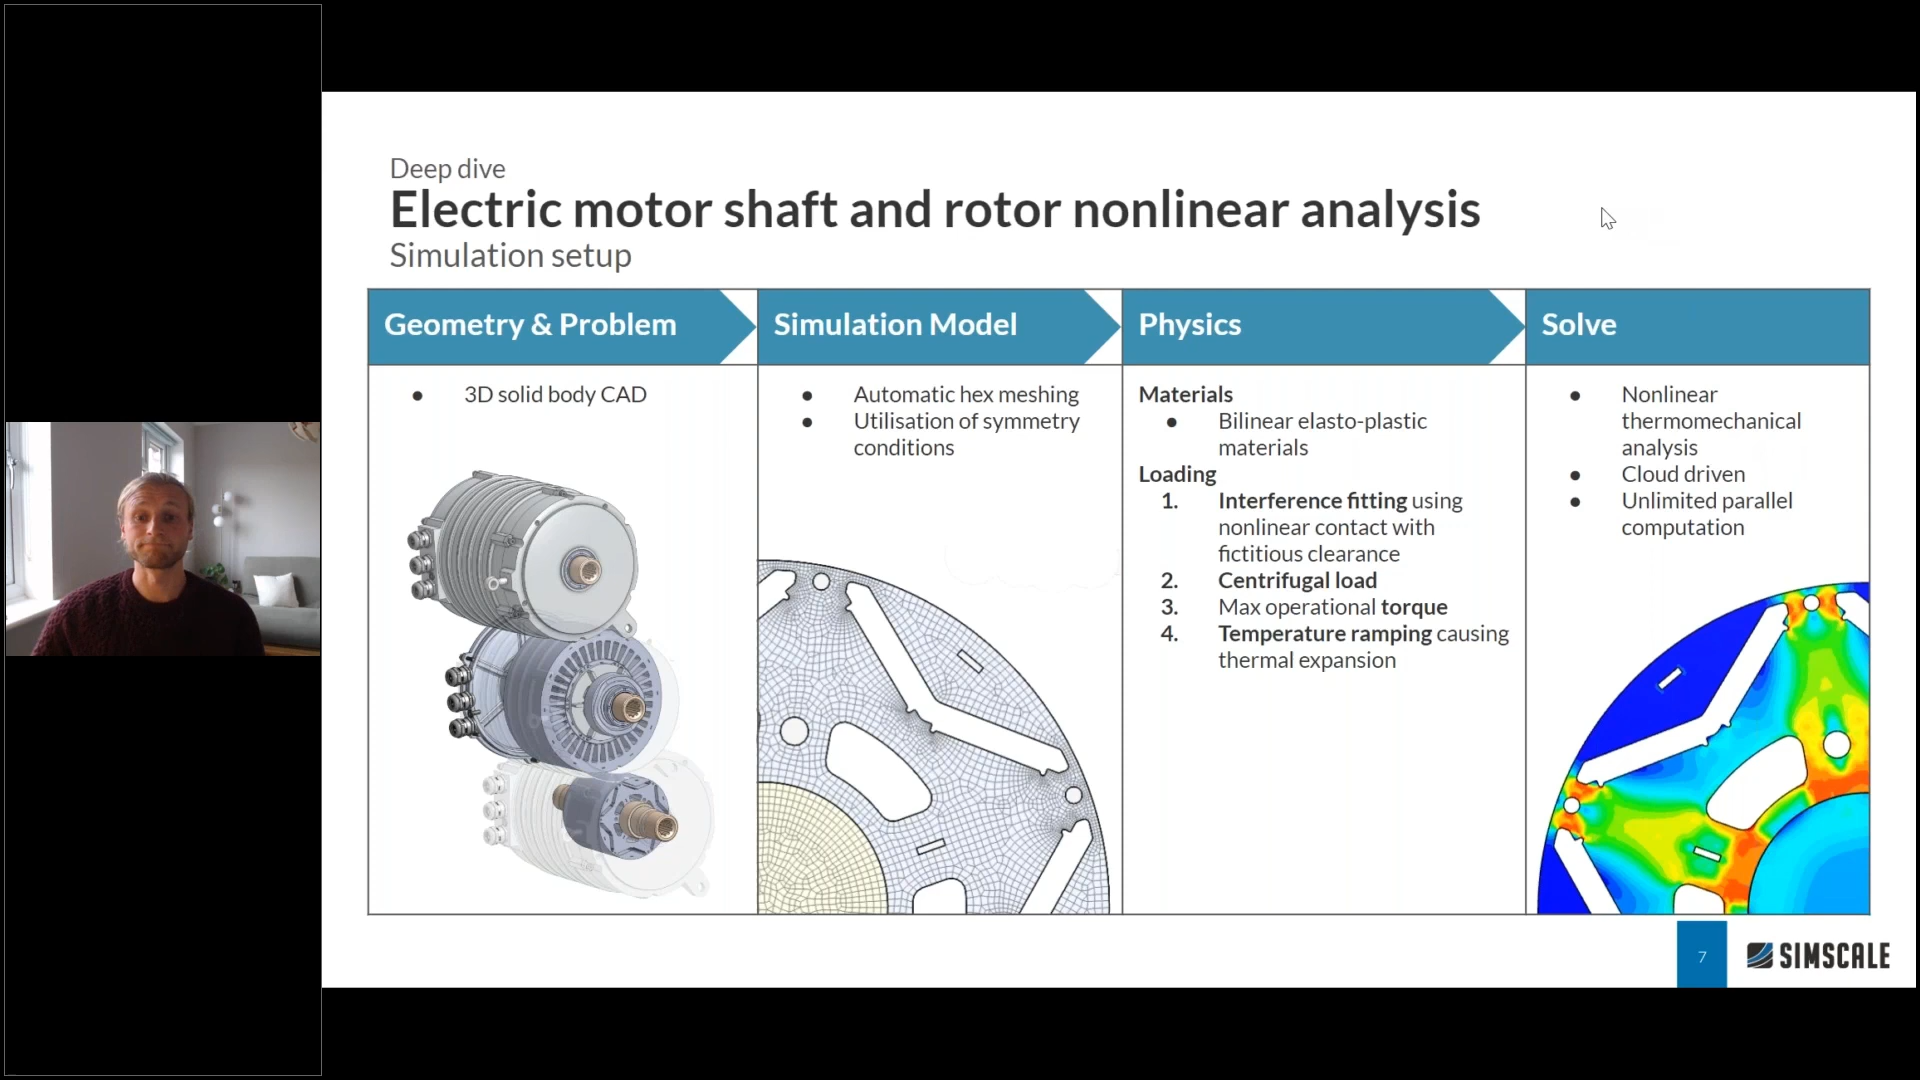 Deep dive
Electric motor shaft and rotor nonlinear analysis
Simulation setup
Geometry & Problem
Simulation Model
Physics
Solve
● 3D solid body CAD
● Automatic hex meshing
● Utilisation of symmetry
conditions
Materials
● Bilinear elasto-plastic
materials
Loading
1. Interference fitting using
nonlinear contact with
fictitious clearance
2. Centrifugal load
3. Max operational torque
4. Temperature ramping causing
thermal expansion
● Nonlinear
thermomechanical
analysis
● Cloud driven
● Unlimited parallel
computation
7
SIMSCALE